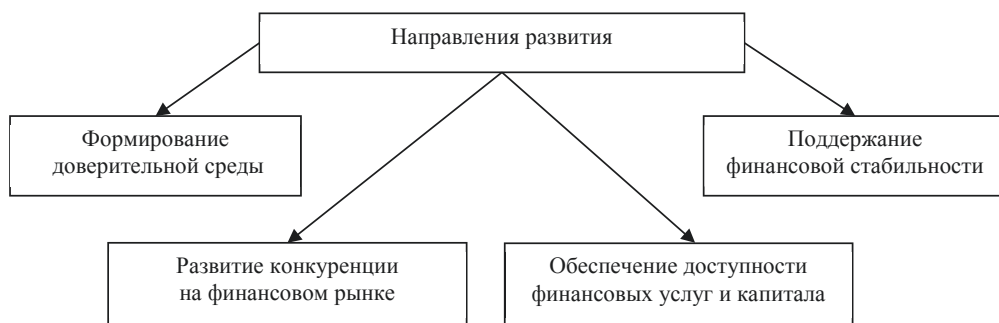 Направления развития
Формирование
доверительной среды
Поддержание
финансовой стабильности
Развитие конкуренции
на финансовом рынке
Обеспечение доступности
финансовых услуг и капитала